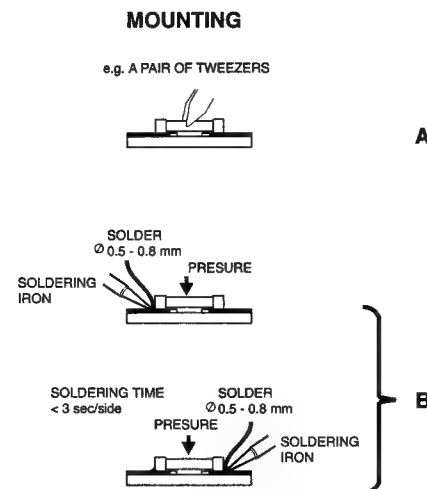 MOUNTING
e.g. A PAIR OF TWEEZERS
A
SOLDER
Ø 0.5 - 0.8 mm
PRESURE
SOLDERING
IRON
B
SOLDERING TIME
< 3 sec/side
SOLDER
Ø 0.5 - 0.8 mm
PRESURE
SOLDERING
IRON